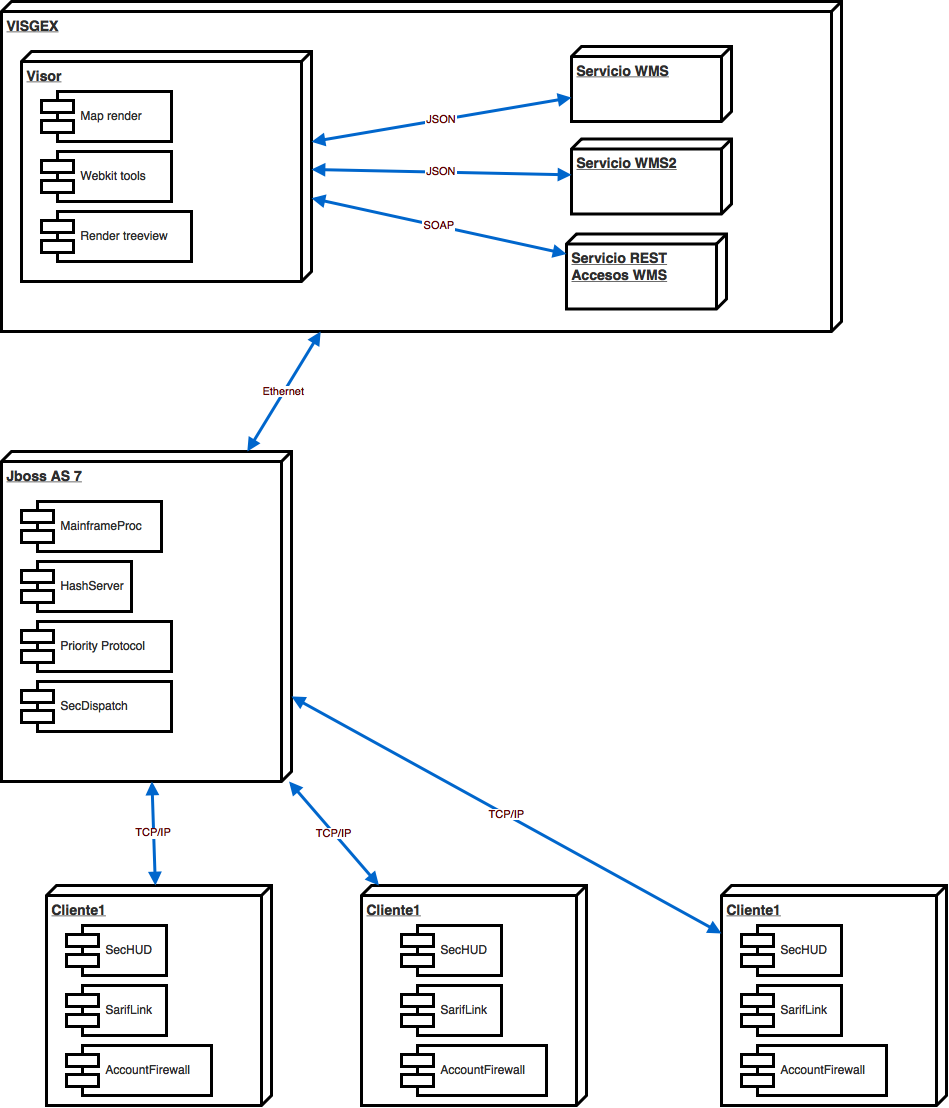 VISGEX
Visor
Map render
Webkit tools
Render treeview
JSON
JSON
SOAP
Servicio WMS
Servicio WMS2
Servicio REST
Accesos WMS
Ethernet
Jboss AS 7
MainframeProc
HashServer
Priority Protocol
SecDispatch
TCP/IP
TCP/IP
TCP/IP
Cliente1
SecHUD
SarifLink
AccountFirewall
Cliente1
SecHUD
SarifLink
AccountFirewall
Cliente1
SecHUD
SarifLink
AccountFirewall